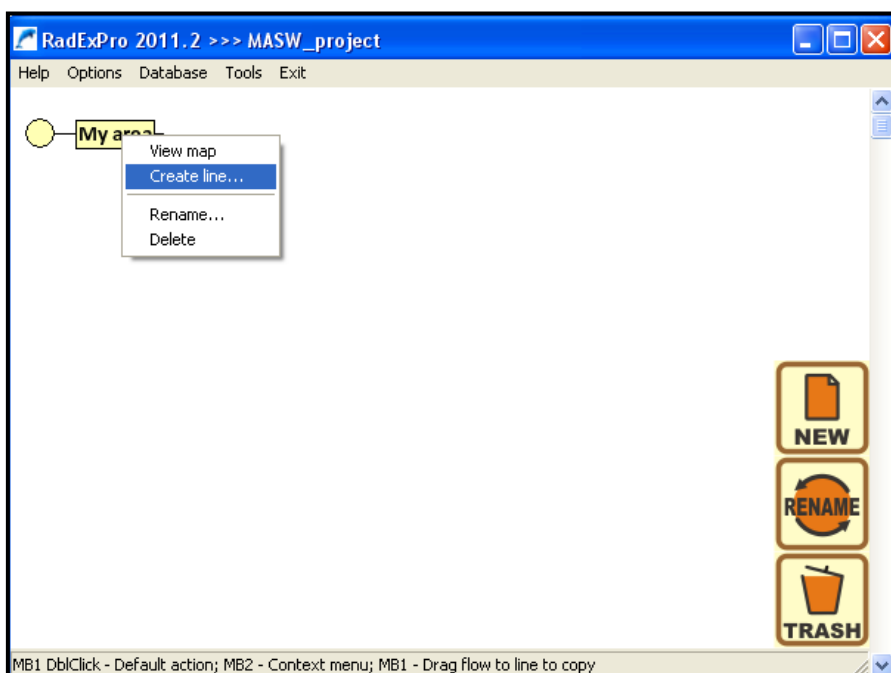 RadExPro 2011.2 >>> MASW_project
Help Options Database Tools Exit
My area
View map
Create line...
Rename...
Delete
NEW
RENAME
TRASH
MB1 DblClick - Default action; MB2 - Context menu; MB1 - Drag flow to line to copy